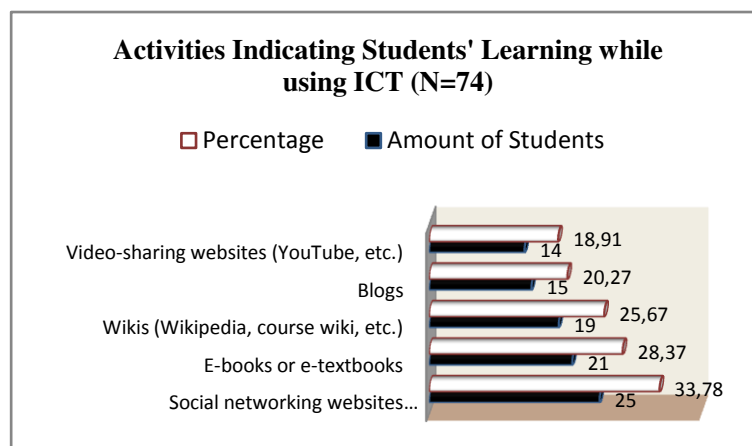 Activities Indicating Students' Learning while
using ICT (N=74)
Percentage Amount of Students
Video-sharing websites (YouTube, etc.) 18,91
14
Blogs 20,27
15
Wikis (Wikipedia, course wiki, etc.) 25,67
19
E-books or e-textbooks 28,37
21
Social networking websites… 33,78
25